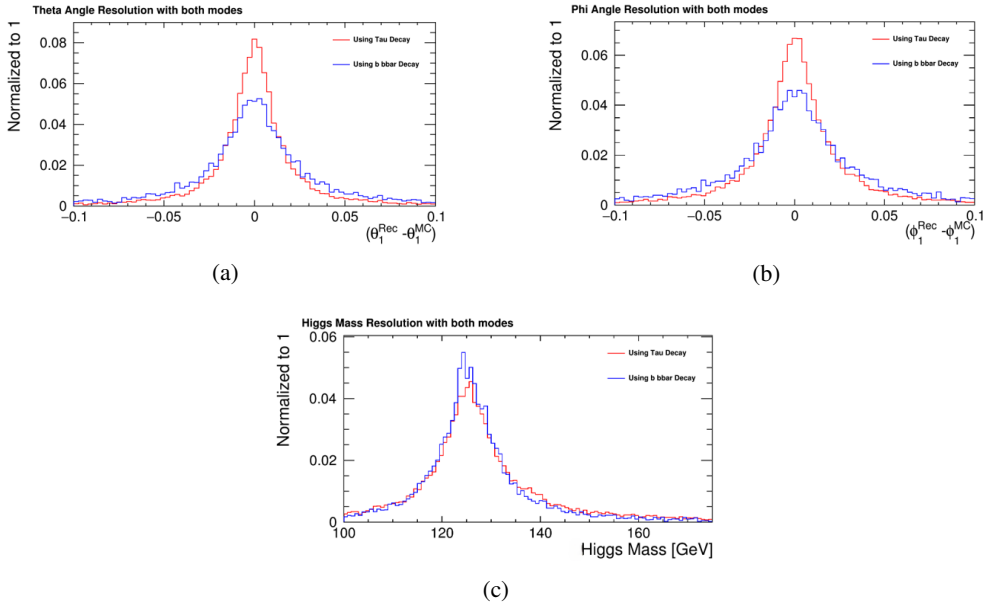 Theta Angle Resolution with both modes
Normalized to 1
0.08
0.06
0.04
0.02
0
Using Tau Decay
Using b bbar Decay
−0.1 −0.05 0 0.05 0.1
(θ₁ᴿᵉᶜ -θ₁ᴹᶜ)
(a)
Phi Angle Resolution with both modes
Normalized to 1
0.06
0.04
0.02
0
Using Tau Decay
Using b bbar Decay
−0.1 −0.05 0 0.05 0.1
(ϕ₁ᴿᵉᶜ -ϕ₁ᴹᶜ)
(b)
Higgs Mass Resolution with both modes
Normalized to 1
0.06
0.04
0.02
0
Using Tau Decay
Using b bbar Decay
100 120 140 160
Higgs Mass [GeV]
(c)